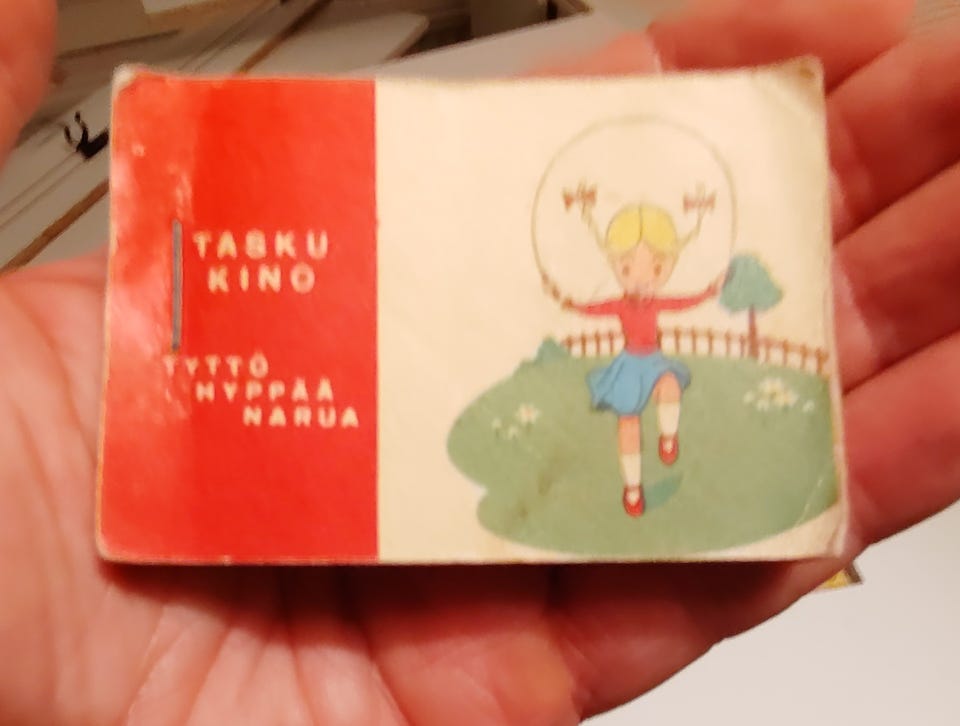 TASKU
KINO
TYTTÖ
HYPPÄÄ
NARUA